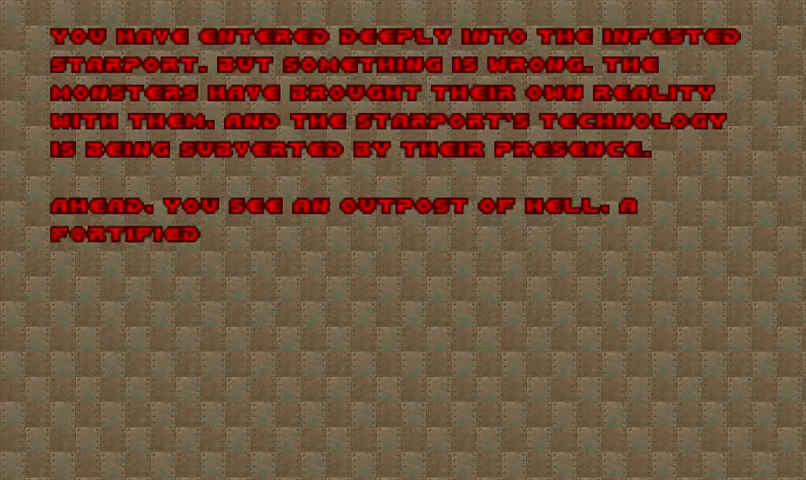 YOU HAVE ENTERED DEEPLY INTO THE INFESTED
STARPORT. BUT SOMETHING IS WRONG. THE
MONSTERS HAVE BROUGHT THEIR OWN REALITY
WITH THEM, AND THE STARPORT'S TECHNOLOGY
IS BEING SUBVERTED BY THEIR PRESENCE.
AHEAD, YOU SEE AN OUTPOST OF HELL, A
FORTIFIED